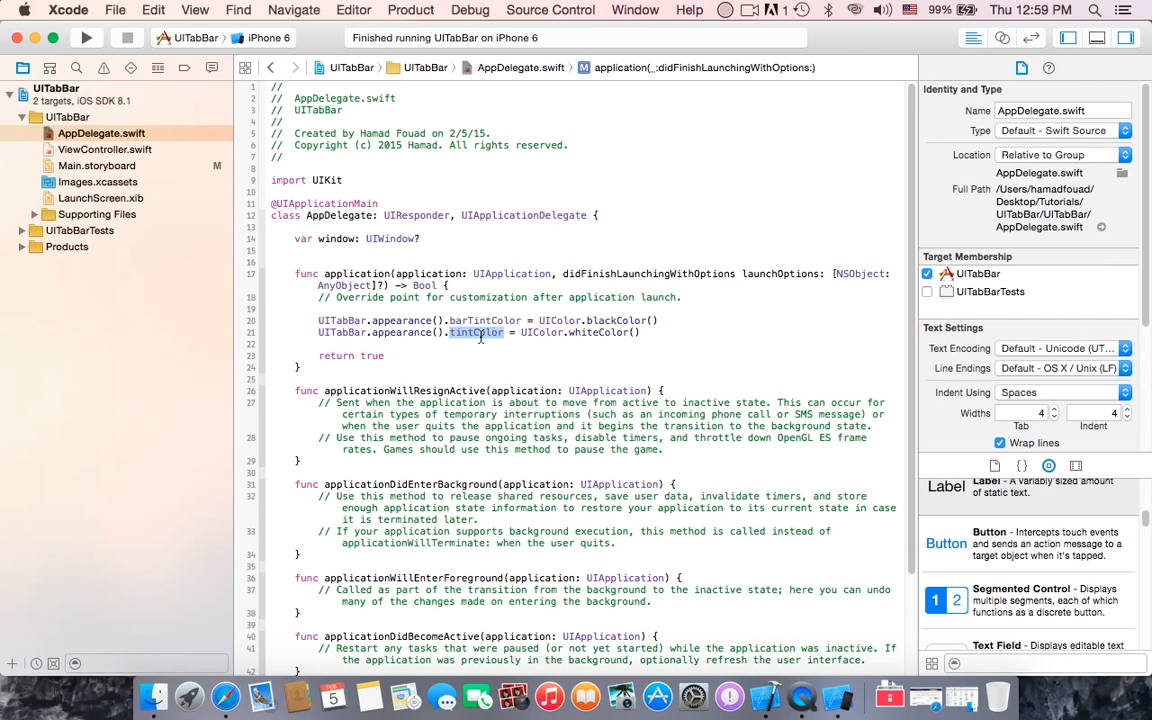 Xcode File Edit View Find Navigate Editor Product Debug Source Control Window Help 1 99% Thu 12:59 PM
UITabBar iPhone 6 Finished running UITabBar on iPhone 6
UITabBar
2 targets, iOS SDK 8.1
UITabBar
AppDelegate.swift
ViewController.swift
Main.storyboard M
Images.xcassets
LaunchScreen.xib
Supporting Files
UITabBarTests
Products
UITabBar UITabBar AppDelegate.swift M application(_:didFinishLaunchingWithOptions:)
1 //
2 // AppDelegate.swift
3 // UITabBar
4 //
5 // Created by Hamad Fouad on 2/5/15.
6 // Copyright (c) 2015 Hamad. All rights reserved.
7 //
8
9 import UIKit
10
11 @UIApplicationMain
12 class AppDelegate: UIResponder, UIApplicationDelegate {
13
14 var window: UIWindow?
15
16
17 func application(application: UIApplication, didFinishLaunchingWithOptions launchOptions: [NSObject:
AnyObject]?) -> Bool {
18 // Override point for customization after application launch.
19
20 UITabBar.appearance().barTintColor = UIColor.blackColor()
21 UITabBar.appearance().tintColor = UIColor.whiteColor()
22
23 return true
24 }
25
26 func applicationWillResignActive(application: UIApplication) {
27 // Sent when the application is about to move from active to inactive state. This can occur for
certain types of temporary interruptions (such as an incoming phone call or SMS message) or
when the user quits the application and it begins the transition to the background state.
28 // Use this method to pause ongoing tasks, disable timers, and throttle down OpenGL ES frame
rates. Games should use this method to pause the game.
29 }
30
31 func applicationDidEnterBackground(application: UIApplication) {
32 // Use this method to release shared resources, save user data, invalidate timers, and store
enough application state information to restore your application to its current state in case
it is terminated later.
33 // If your application supports background execution, this method is called instead of
applicationWillTerminate: when the user quits.
34 }
35
36 func applicationWillEnterForeground(application: UIApplication) {
37 // Called as part of the transition from the background to the inactive state; here you can undo
many of the changes made on entering the background.
38 }
39
40 func applicationDidBecomeActive(application: UIApplication) {
41 // Restart any tasks that were paused (or not yet started) while the application was inactive. If
the application was previously in the background, optionally refresh the user interface.
42 }
Identity and Type
Name AppDelegate.swift
Type Default - Swift Source
Location Relative to Group
AppDelegate.swift
Full Path /Users/hamadfouad/
Desktop/Tutorials/
UITabBar/UITabBar/
AppDelegate.swift
Target Membership
UITabBar
UITabBarTests
Text Settings
Text Encoding Default - Unicode (UT...
Line Endings Default - OS X / Unix (LF)
Indent Using Spaces
Widths 4 4
Tab Indent
Wrap lines
Label Label - A variably sized amount
of static text.
Button Button - Intercepts touch
events and sends an action message to a
target object when it's tapped.
1 2 Segmented Control - Displays
multiple segments, each of which
functions as a discrete button.
Text Field - Displays editable text
FEB
5